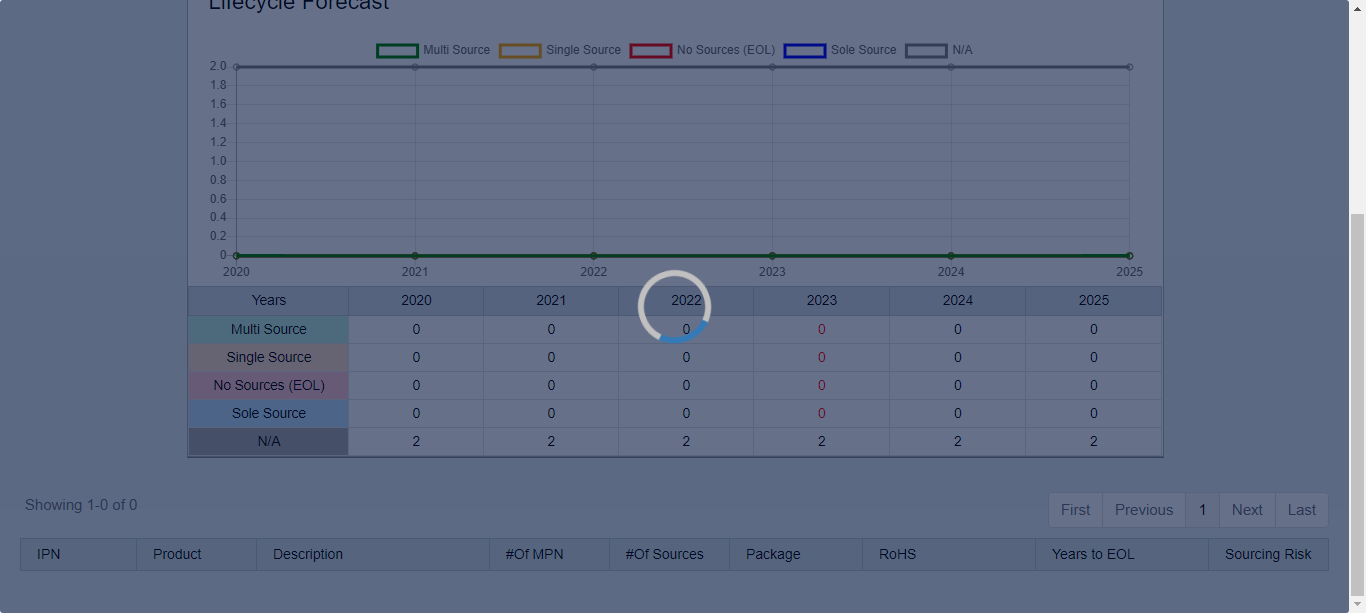 Lifecycle Forecast
Multi Source Single Source No Sources (EOL) Sole Source N/A
2.0
1.8
1.6
1.4
1.2
1.0
0.8
0.6
0.4
0.2
0
2020 2021 2022 2023 2024 2025
Years 2020 2021 2022 2023 2024 2025
Multi Source 0 0 0 0 0 0
Single Source 0 0 0 0 0 0
No Sources (EOL) 0 0 0 0 0 0
Sole Source 0 0 0 0 0 0
N/A 2 2 2 2 2 2
Showing 1-0 of 0
First Previous 1 Next Last
IPN Product Description #Of MPN #Of Sources Package RoHS Years to EOL Sourcing Risk